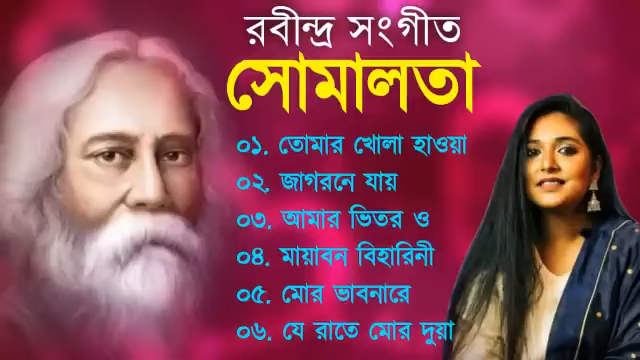 রবীন্দ্র সংগীত
সোমালতা
০১. তোমার খোলা হাওয়া
০২. জাগরনে যায়
০৩. আমার ভিতর ও
০৪. মায়াবন বিহারিনী
০৫. মোর ভাবনারে
০৬. যে রাতে মোর দুয়া